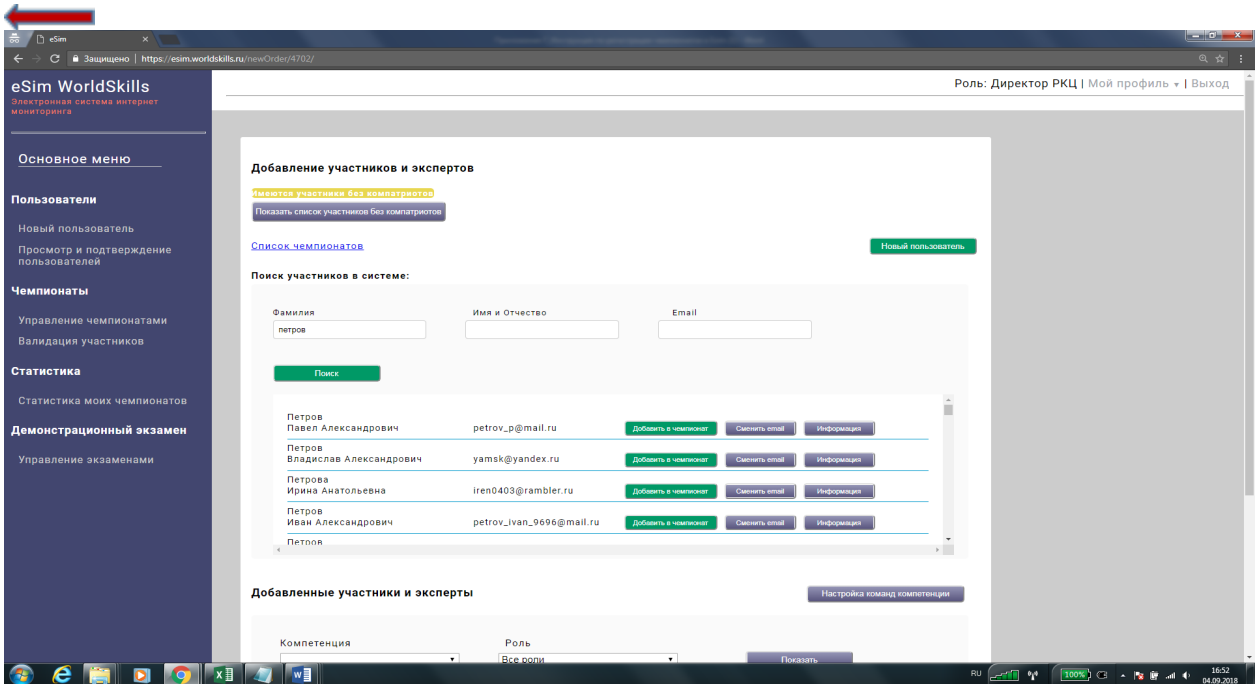 eSim
Защищено | https://esim.worldskills.ru/newOrder/4702/
eSim WorldSkills
Электронная система интернет
мониторинга
Роль: Директор РКЦ | Мой профиль | Выход
Основное меню
Пользователи
Новый пользователь
Просмотр и подтверждение
пользователей
Чемпионаты
Управление чемпионатами
Валидация участников
Статистика
Статистика моих чемпионатов
Демонстрационный экзамен
Управление экзаменами
Добавление участников и экспертов
Имеются участники без компатриотов
Показать список участников без компатриотов
Список чемпионатов
Новый пользователь
Поиск участников в системе:
Фамилия Имя и Отчество Email
петров
Поиск
Петров
Павел Александрович petrov_p@mail.ru Добавить в чемпионат Сменить email Информация
Петров
Владислав Александрович yamsk@yandex.ru Добавить в чемпионат Сменить email Информация
Петрова
Ирина Анатольевна iren0403@rambler.ru Добавить в чемпионат Сменить email Информация
Петров
Иван Александрович petrov_ivan_9696@mail.ru Добавить в чемпионат Сменить email Информация
Петров
Добавленные участники и эксперты
Настройка команд компетенции
Компетенция Роль
Все роли Показать
RU 100% 16:52
04.09.2018